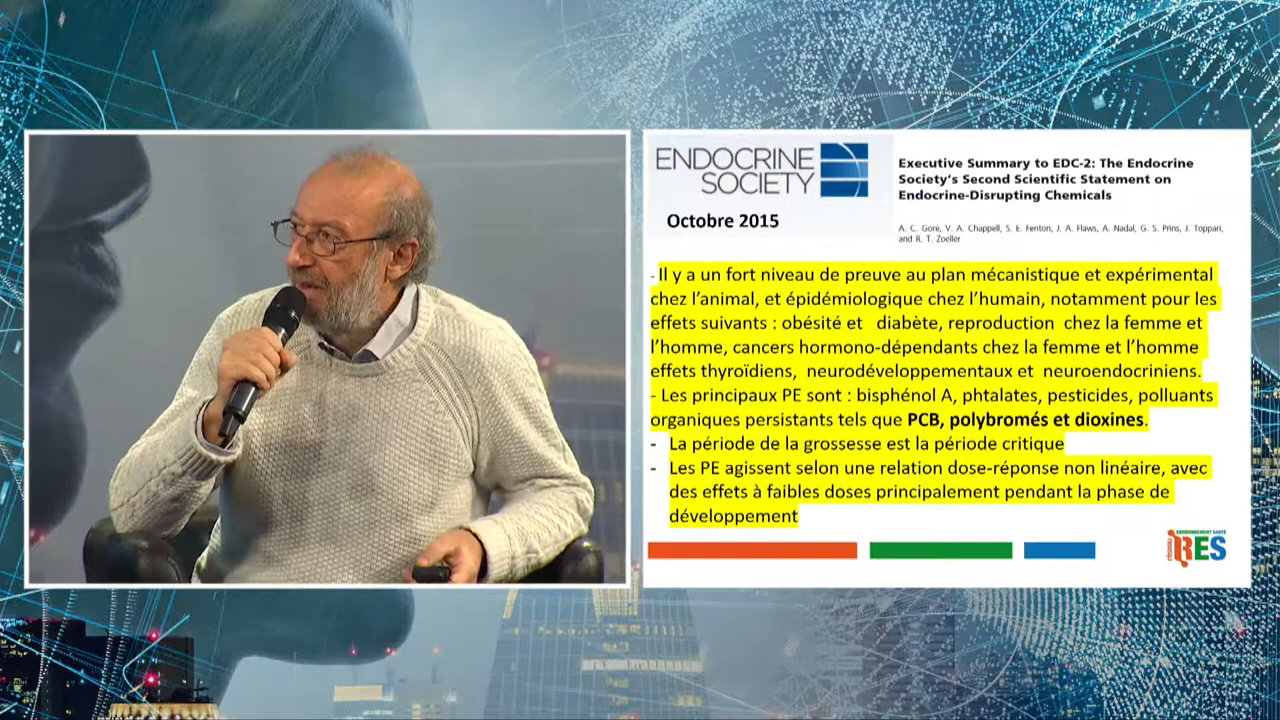 ENDOCRINE
SOCIETY
Octobre 2015
Executive Summary to EDC-2: The Endocrine
Society's Second Scientific Statement on
Endocrine-Disrupting Chemicals
A. C. Gore, V. A. Chappell, S. E. Fenton, J. A. Flaws, A. Nadal, G. S. Prins, J. Toppari,
and R. T. Zoeller
- Il y a un fort niveau de preuve au plan mécanistique et expérimental
chez l'animal, et épidémiologique chez l'humain, notamment pour les
effets suivants : obésité et diabète, reproduction chez la femme et
l'homme, cancers hormono-dépendants chez la femme et l'homme
effets thyroïdiens, neurodéveloppementaux et neuroendocriniens.
- Les principaux PE sont : bisphénol A, phtalates, pesticides, polluants
organiques persistants tels que PCB, polybromés et dioxines.
- La période de la grossesse est la période critique
- Les PE agissent selon une relation dose-réponse non linéaire, avec
des effets à faibles doses principalement pendant la phase de
développement
réseau
ENVIRONNEMENT SANTÉ
RES